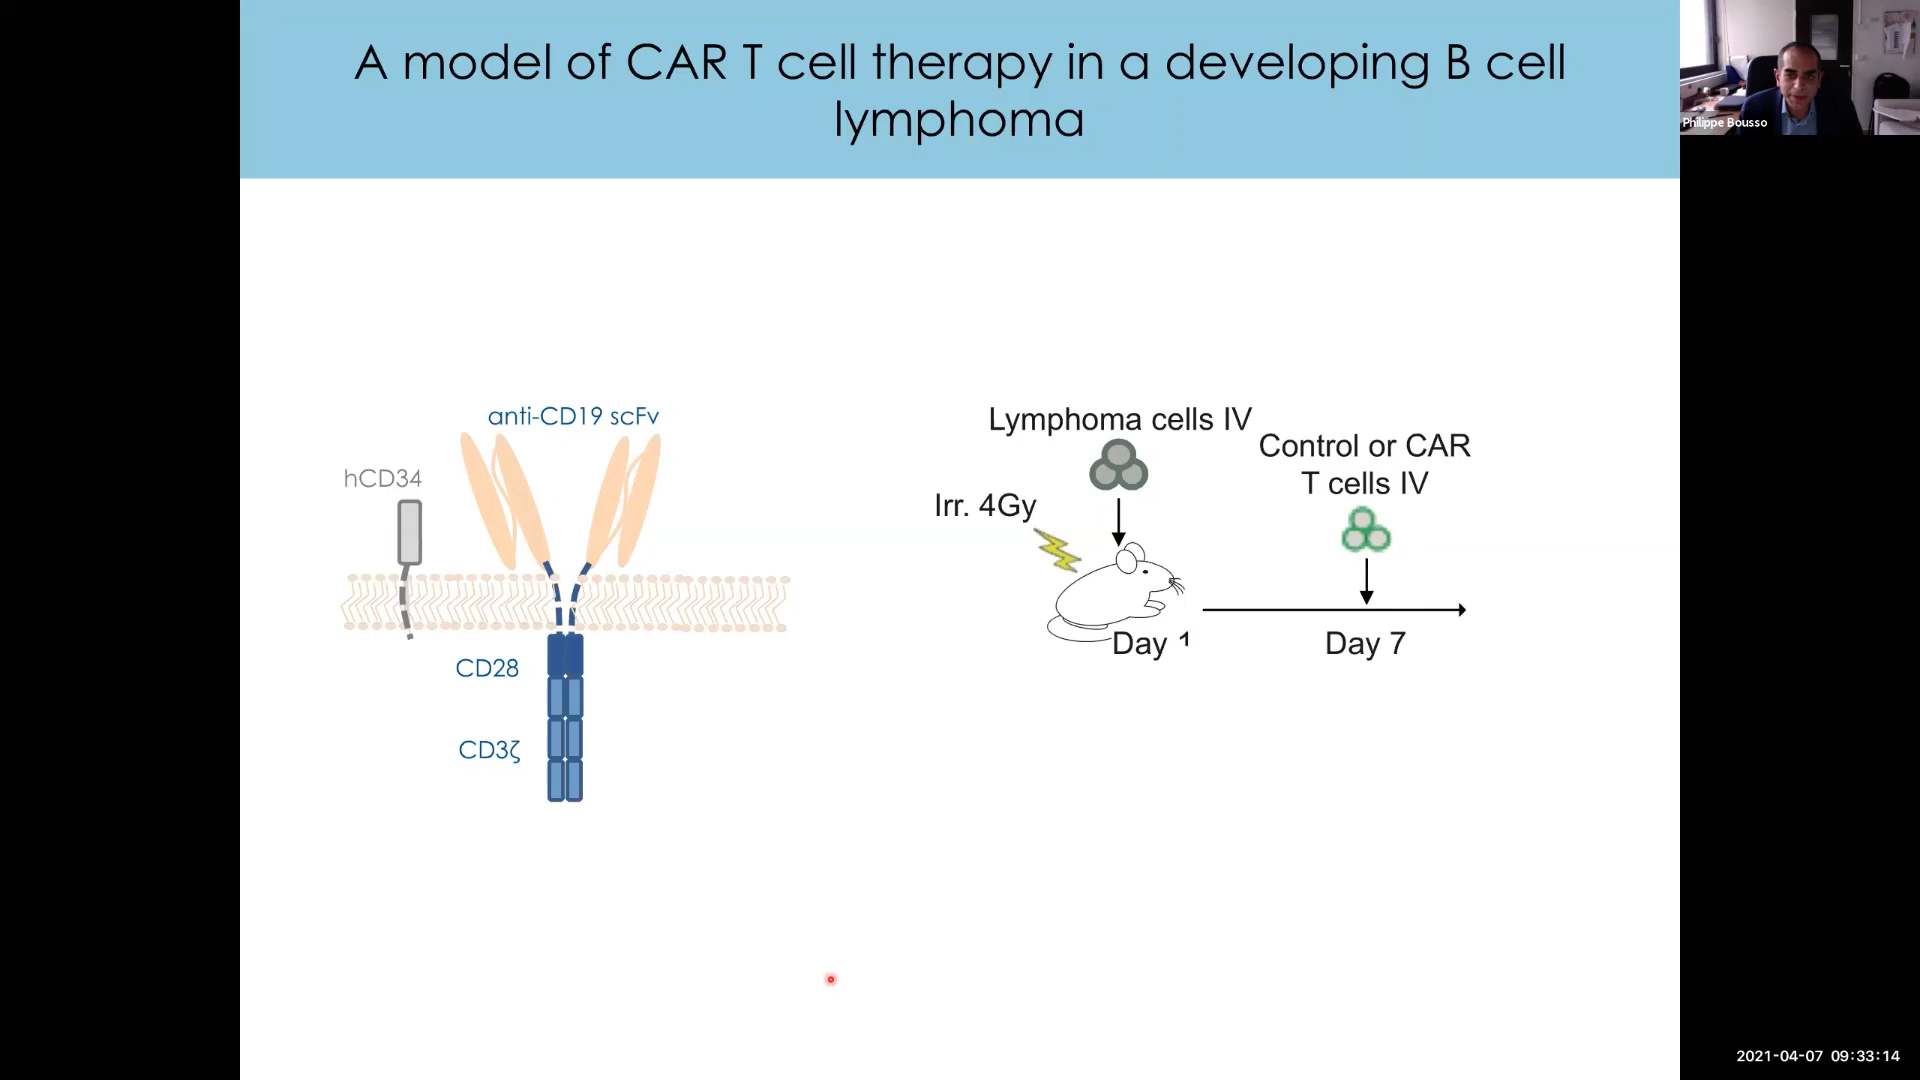 A model of CAR T cell therapy in a developing B cell
lymphoma
Philippe Bousso
anti-CD19 scFv
hCD34
CD28
CD3ζ
Lymphoma cells IV
Control or CAR
T cells IV
Irr. 4Gy
Day 1
Day 7
2021-04-07 09:33:14